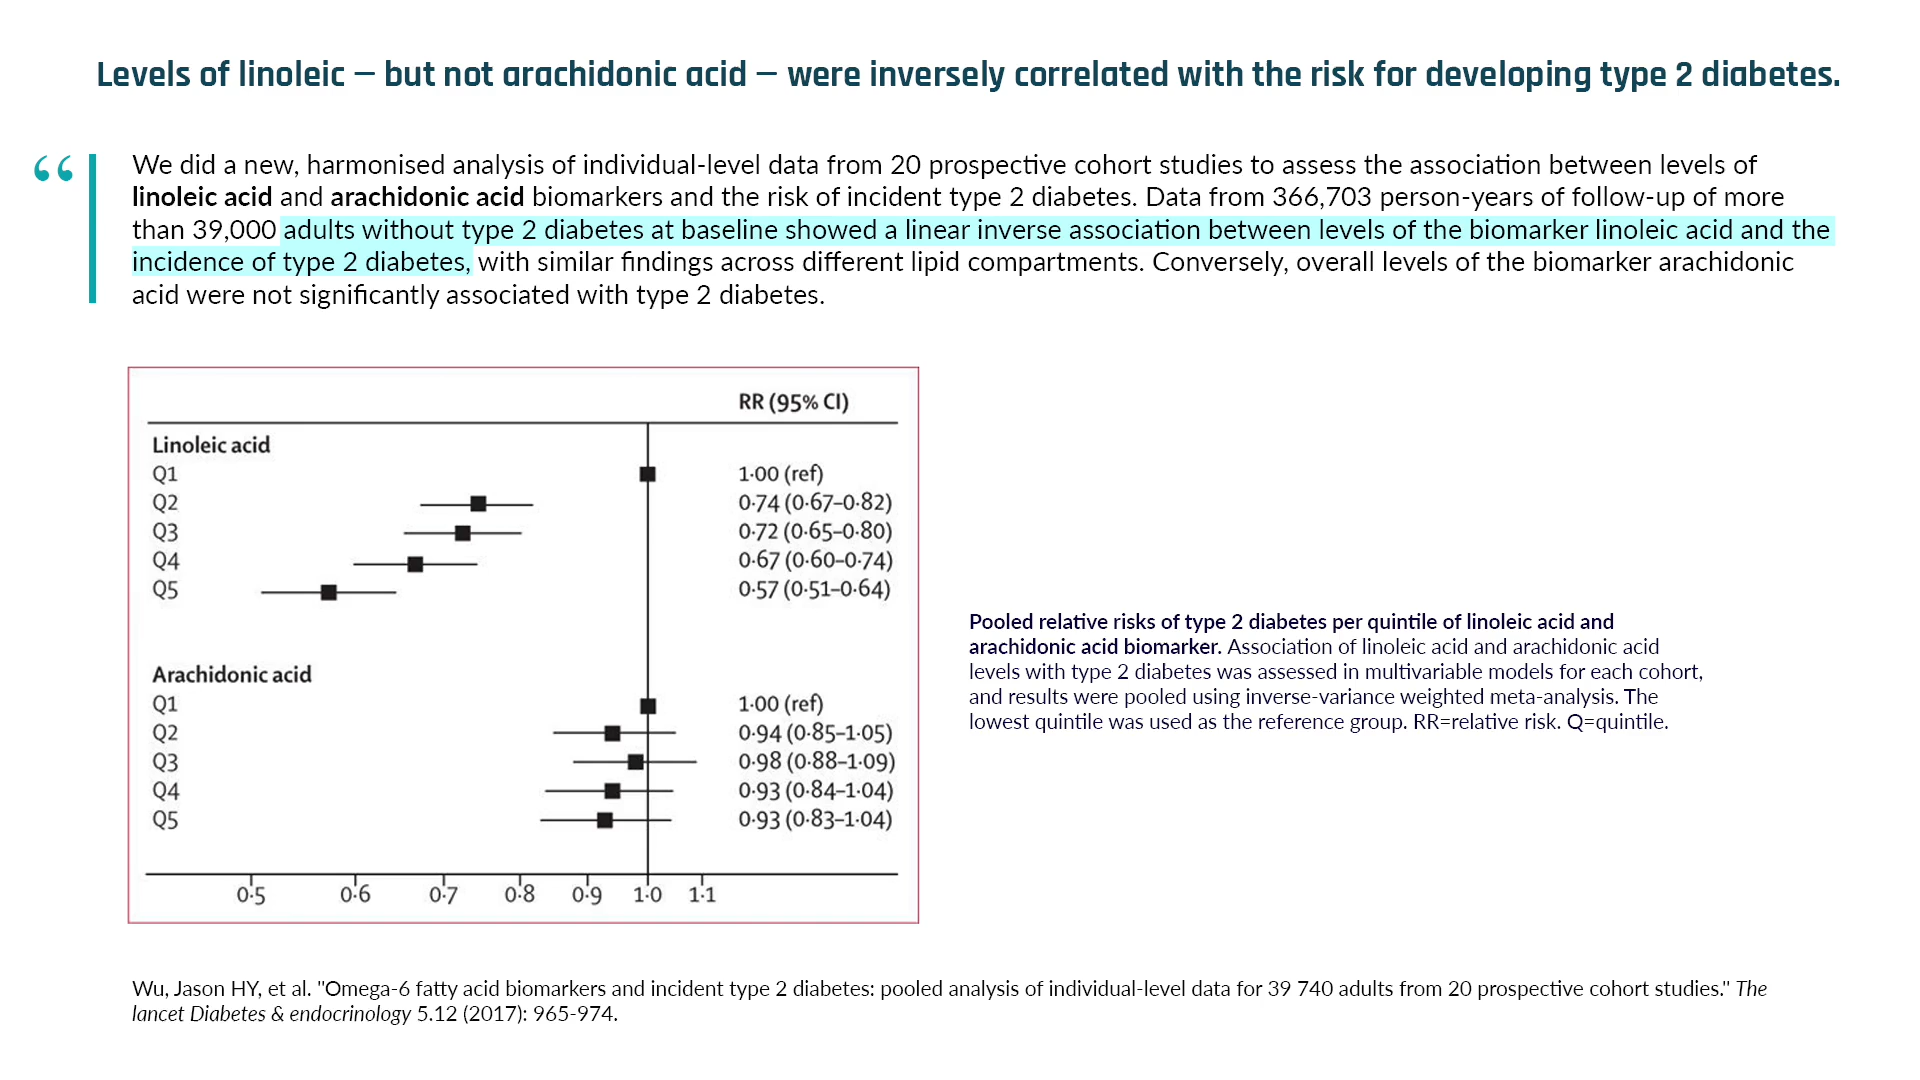 Levels of linoleic – but not arachidonic acid – were inversely correlated with the risk for developing type 2 diabetes.
“
We did a new, harmonised analysis of individual-level data from 20 prospective cohort studies to assess the association between levels of
linoleic acid and arachidonic acid biomarkers and the risk of incident type 2 diabetes. Data from 366,703 person-years of follow-up of more
than 39,000 adults without type 2 diabetes at baseline showed a linear inverse association between levels of the biomarker linoleic acid and the
incidence of type 2 diabetes, with similar findings across different lipid compartments. Conversely, overall levels of the biomarker arachidonic
acid were not significantly associated with type 2 diabetes.
RR (95% CI)
Linoleic acid
Q1 1·00 (ref)
Q2 0·74 (0·67–0·82)
Q3 0·72 (0·65–0·80)
Q4 0·67 (0·60–0·74)
Q5 0·57 (0·51–0·64)
Arachidonic acid
Q1 1·00 (ref)
Q2 0·94 (0·85–1·05)
Q3 0·98 (0·88–1·09)
Q4 0·93 (0·84–1·04)
Q5 0·93 (0·83–1·04)
0·5 0·6 0·7 0·8 0·9 1·0 1·1
Pooled relative risks of type 2 diabetes per quintile of linoleic acid and
arachidonic acid biomarker. Association of linoleic acid and arachidonic acid
levels with type 2 diabetes was assessed in multivariable models for each cohort,
and results were pooled using inverse-variance weighted meta-analysis. The
lowest quintile was used as the reference group. RR=relative risk. Q=quintile.
Wu, Jason HY, et al. "Omega-6 fatty acid biomarkers and incident type 2 diabetes: pooled analysis of individual-level data for 39 740 adults from 20 prospective cohort studies." The
lancet Diabetes & endocrinology 5.12 (2017): 965-974.